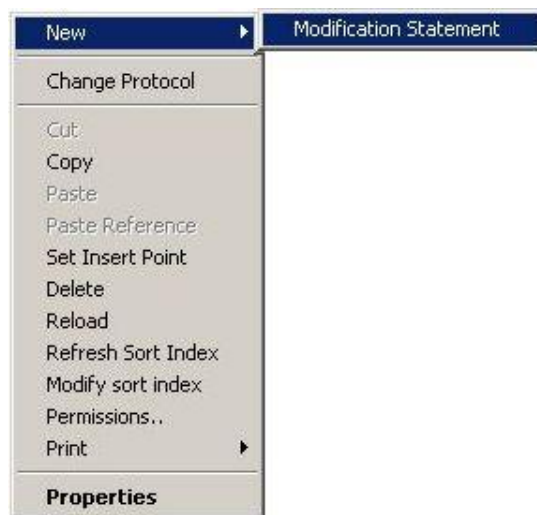 New
Modification Statement
Change Protocol
Cut
Copy
Paste
Paste Reference
Set Insert Point
Delete
Reload
Refresh Sort Index
Modify sort index
Permissions..
Print
Properties